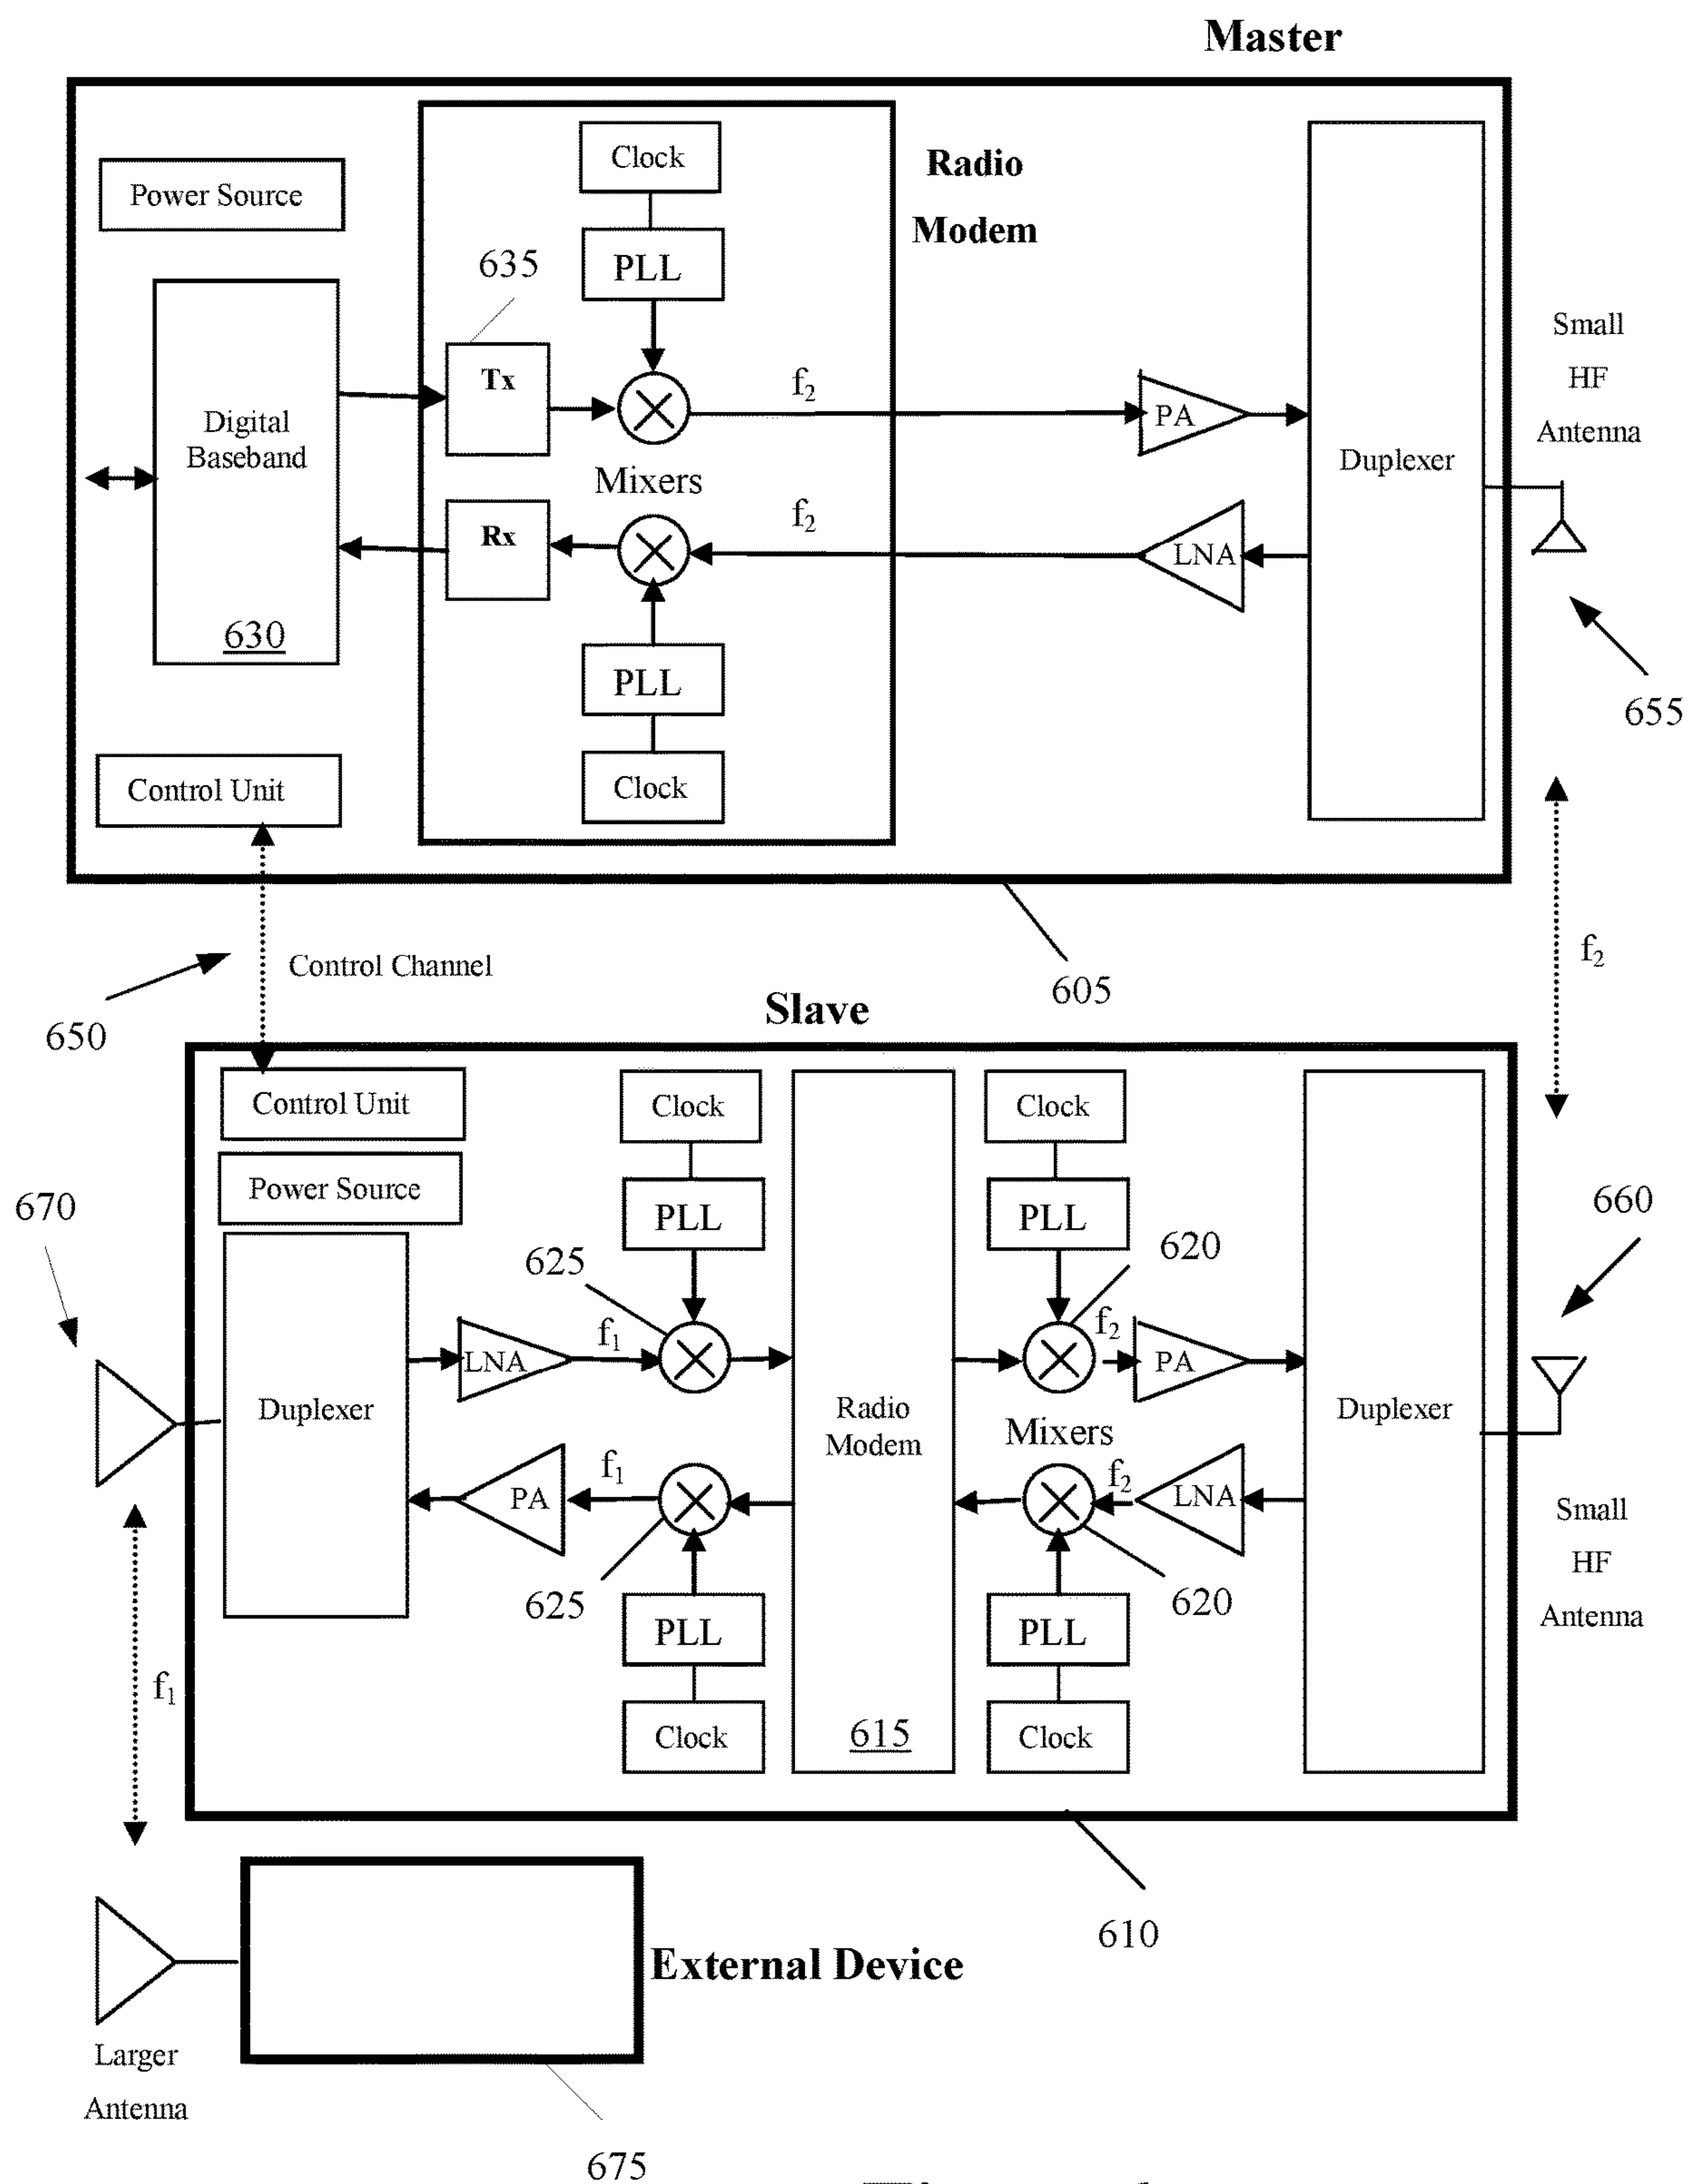 Master
Clock
Radio
Modem
Power Source
PLL
635
Small
HF
Antenna
Tx
f2
PA
Digital
Baseband
Duplexer
Mixers
f2
Rx
LNA
630
PLL
655
Control Unit
Clock
f2
Control Channel
605
650
Slave
Control Unit
Clock
Clock
Power Source
670
PLL
PLL
660
625
620
f1
f2
LNA
PA
Duplexer
Radio
Modem
Mixers
Duplexer
f1
f2
PA
LNA
Small
HF
Antenna
625
620
PLL
PLL
f1
Clock
615
Clock
610
External Device
Larger
Antenna
675